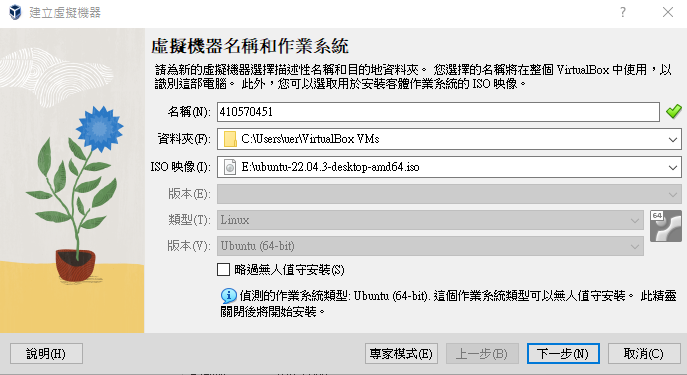 建立虛擬機器
?
虛擬機器名稱和作業系統
請為新的虛擬機器選擇描述性名稱和目的地資料夾。 您選擇的名稱將在整個 VirtualBox 中使用，以
識別這部電腦。 此外，您可以選取用於安裝客體作業系統的 ISO 映像。
名稱(N): 410570451
資料夾(F): C:\Users\uer\VirtualBox VMs
ISO 映像(I): E:\ubuntu-22.04.3-desktop-amd64.iso
版本(E):
類型(T): Linux
64
版本(V): Ubuntu (64-bit)
略過無人值守安裝(S)
偵測的作業系統類型: Ubuntu (64-bit). 這個作業系統類型可以無人值守安裝。 此精靈
關閉後將開始安裝。
說明(H) 專家模式(E) 上一步(B) 下一步(N) 取消(C)